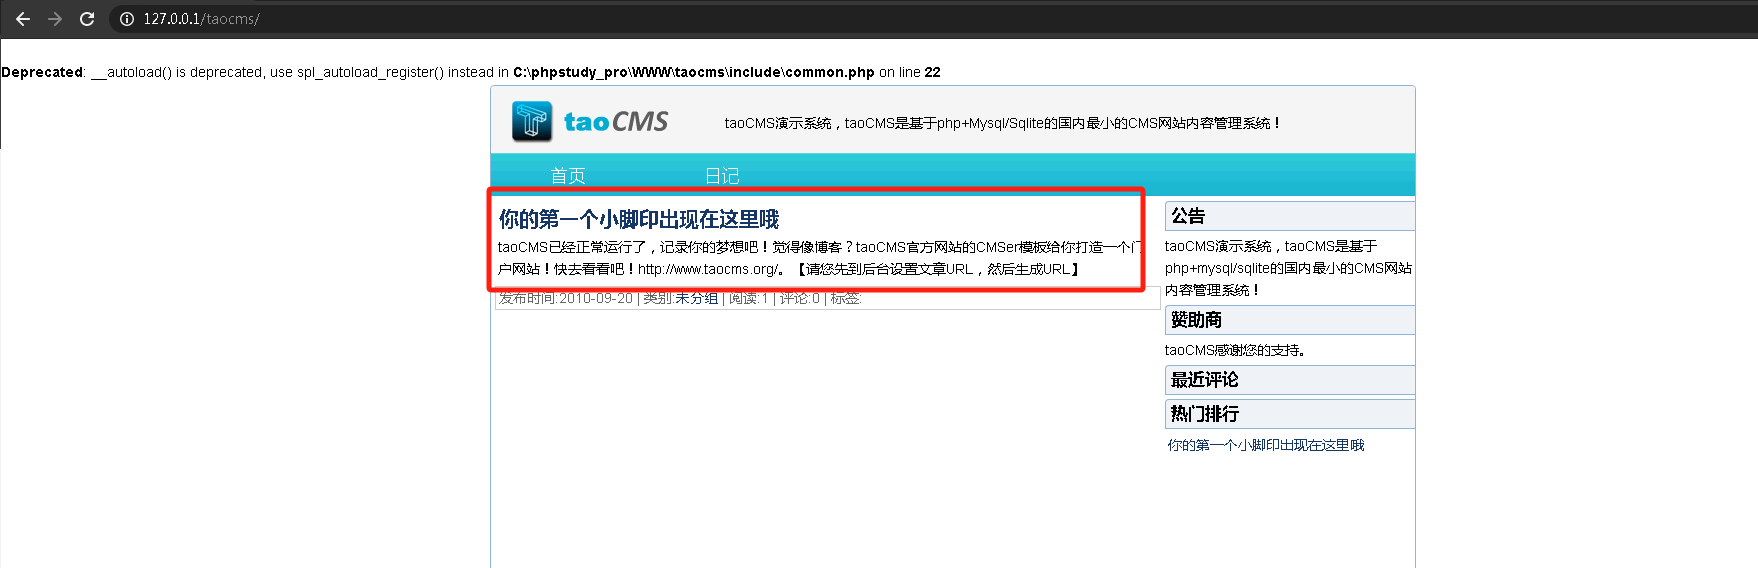 127.0.0.1/taocms/
Deprecated: __autoload() is deprecated, use spl_autoload_register() instead in C:\phpstudy_pro\WWW\taocms\include\common.php on line 22
taoCMS
taoCMS演示系统，taoCMS是基于php+Mysql/Sqlite的国内最小的CMS网站内容管理系统！
首页 日记
你的第一个小脚印出现在这里哦
taoCMS已经正常运行了，记录你的梦想吧！觉得像博客？taoCMS官方网站的CMSer模板给你打造一个门
户网站！快去看看吧！http://www.taocms.org/。【请您先到后台设置文章URL，然后生成URL】
发布时间:2010-09-20 | 类别:未分组 | 阅读:1 | 评论:0 | 标签:
公告
taoCMS演示系统，taoCMS是基于
php+mysql/sqlite的国内最小的CMS网站
内容管理系统！
赞助商
taoCMS感谢您的支持。
最近评论
热门排行
你的第一个小脚印出现在这里哦